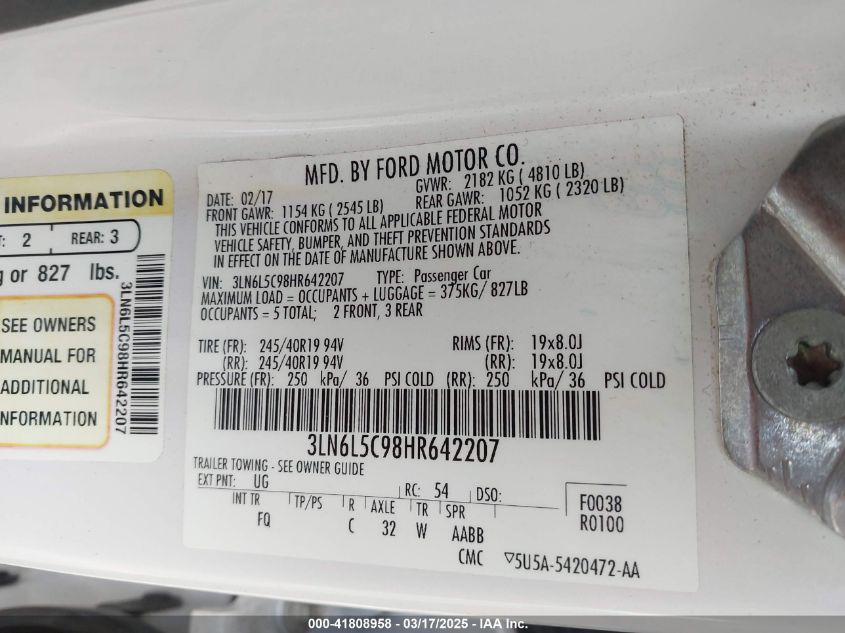 INFORMATION
2
REAR: 3
or 827 lbs.
SEE OWNERS
MANUAL FOR
ADDITIONAL
INFORMATION
3LN6L5C98HR642207
MFD. BY FORD MOTOR CO.
DATE: 02/17 GVWR: 2182 KG ( 4810 LB)
FRONT GAWR: 1154 KG ( 2545 LB) REAR GAWR: 1052 KG ( 2320 LB)
THIS VEHICLE CONFORMS TO ALL APPLICABLE FEDERAL MOTOR
VEHICLE SAFETY, BUMPER, AND THEFT PREVENTION STANDARDS
IN EFFECT ON THE DATE OF MANUFACTURE SHOWN ABOVE.
VIN: 3LN6L5C98HR642207 TYPE: Passenger Car
MAXIMUM LOAD = OCCUPANTS + LUGGAGE = 375KG/ 827LB
OCCUPANTS = 5 TOTAL; 2 FRONT, 3 REAR
TIRE (FR): 245/40R19 94V RIMS (FR): 19x8.0J
(RR): 245/40R19 94V (RR): 19x8.0J
PRESSURE (FR): 250 kPa/ 36 PSI COLD (RR): 250 kPa/ 36 PSI COLD
3LN6L5C98HR642207
TRAILER TOWING - SEE OWNER GUIDE
EXT PNT: UG RC: 54 DSO:
INT TR TP/PS R AXLE TR SPR
FQ C 32 W AABB
F0038
R0100
CMC ▽5U5A-5420472-AA
000-41808958 - 03/17/2025 - IAA Inc.